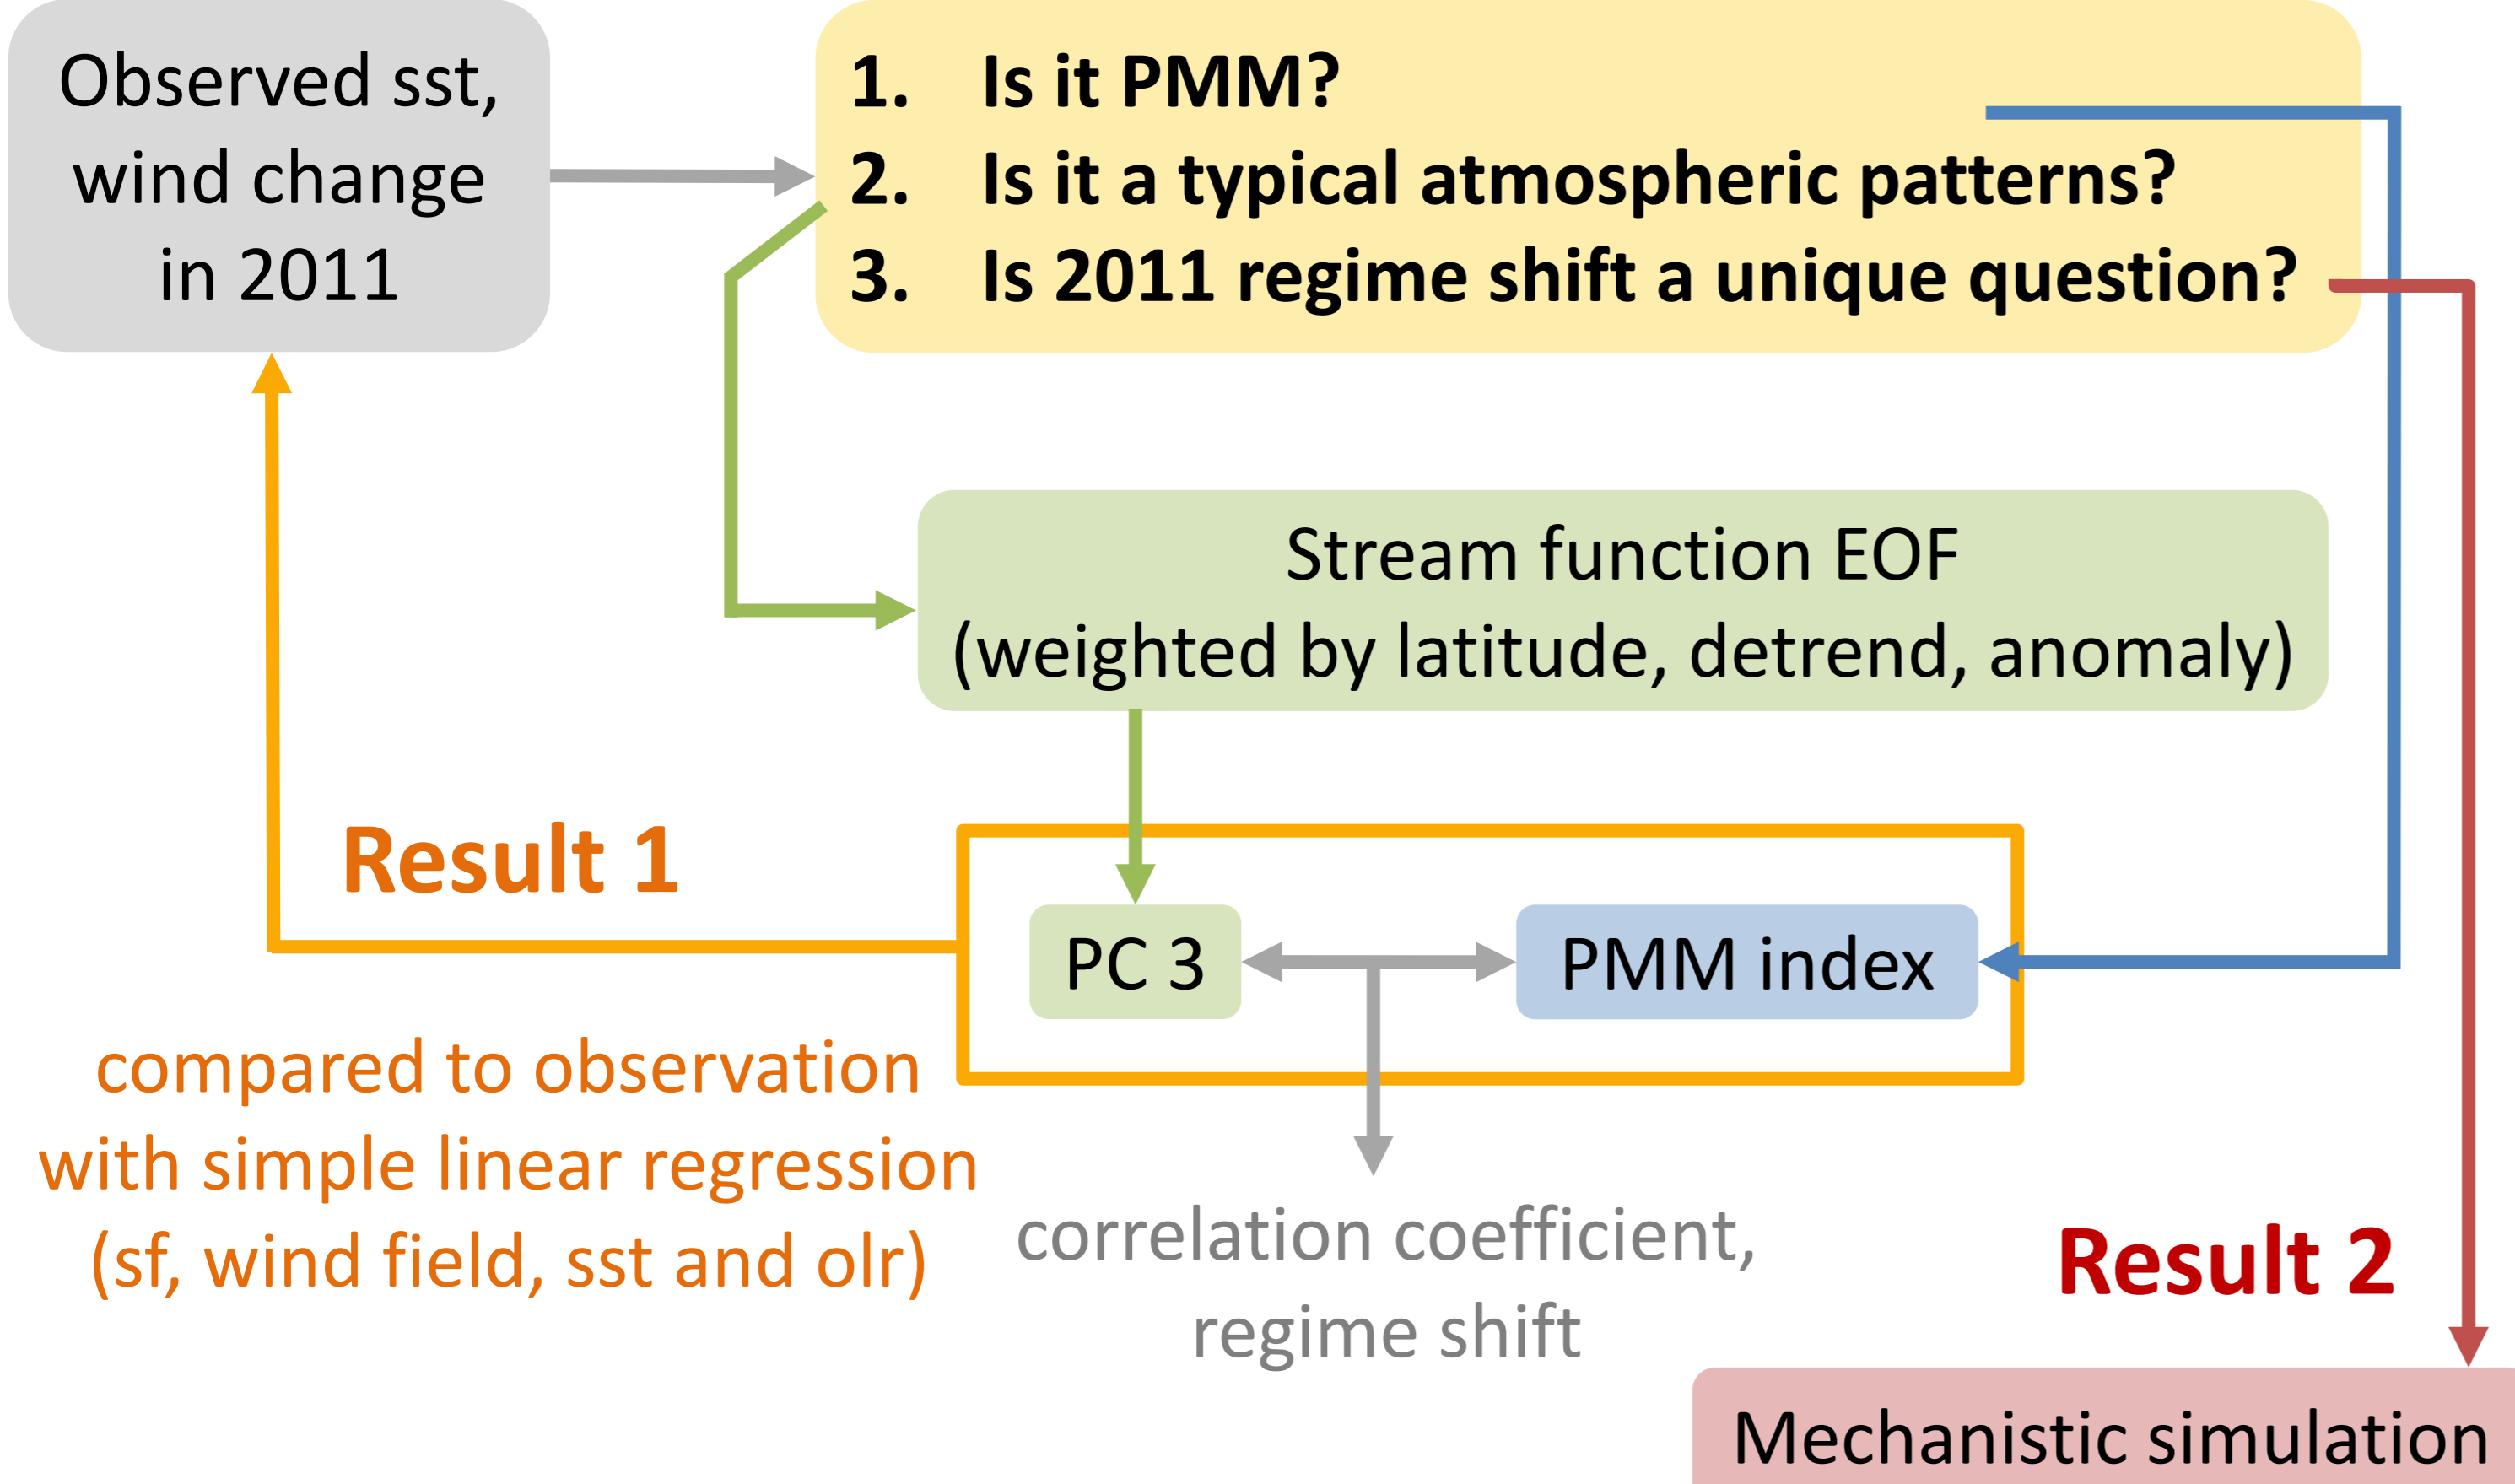 Observed sst,
wind change
in 2011
1. Is it PMM?
2. Is it a typical atmospheric patterns?
3. Is 2011 regime shift a unique question?
Stream function EOF
(weighted by latitude, detrend, anomaly)
Result 1
PC 3
PMM index
compared to observation
with simple linear regression
(sf, wind field, sst and olr)
correlation coefficient,
regime shift
Result 2
Mechanistic simulation